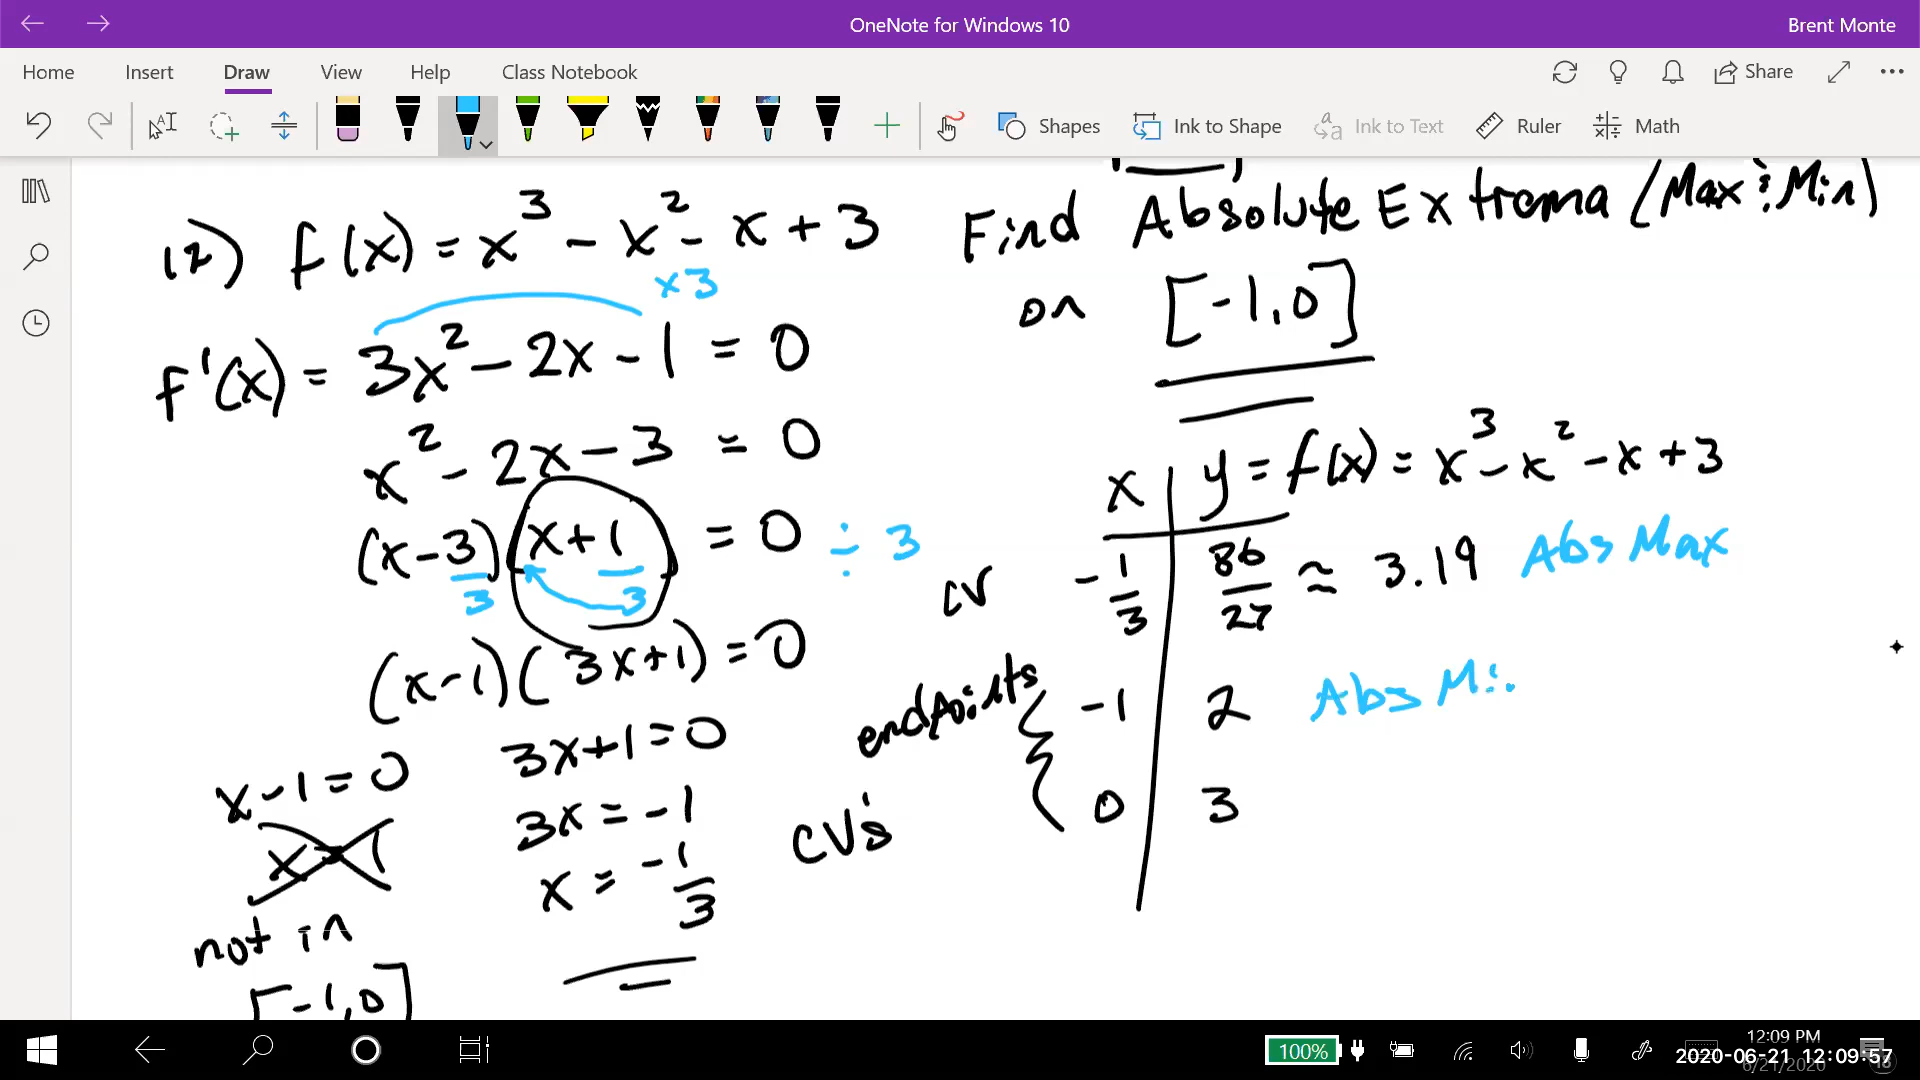 OneNote for Windows 10
Brent Monte
Home Insert Draw View Help Class Notebook
Share
Shapes Ink to Shape Ink to Text Ruler Math
12) f(x) = x³ - x² - x + 3
Find Absolute Extrema (Max & Min)
on [-1,0]
x3
f'(x) = 3x² - 2x - 1 = 0
x² - 2x - 3 = 0
(x-3)(x+1) = 0 ÷ 3
3 3
(x-1)(3x+1) = 0
x-1=0
x=1
not in
[-1,0]
3x+1=0
3x = -1
x = -1/3
CV's
x | y = f(x) = x³ - x² - x + 3
CV -1/3 | 86/27 ≈ 3.19 Abs Max
endpoints { -1 | 2 Abs Mi
0 | 3
100%
12:09 PM
2020-06-21 12:09:57
6/21/2020